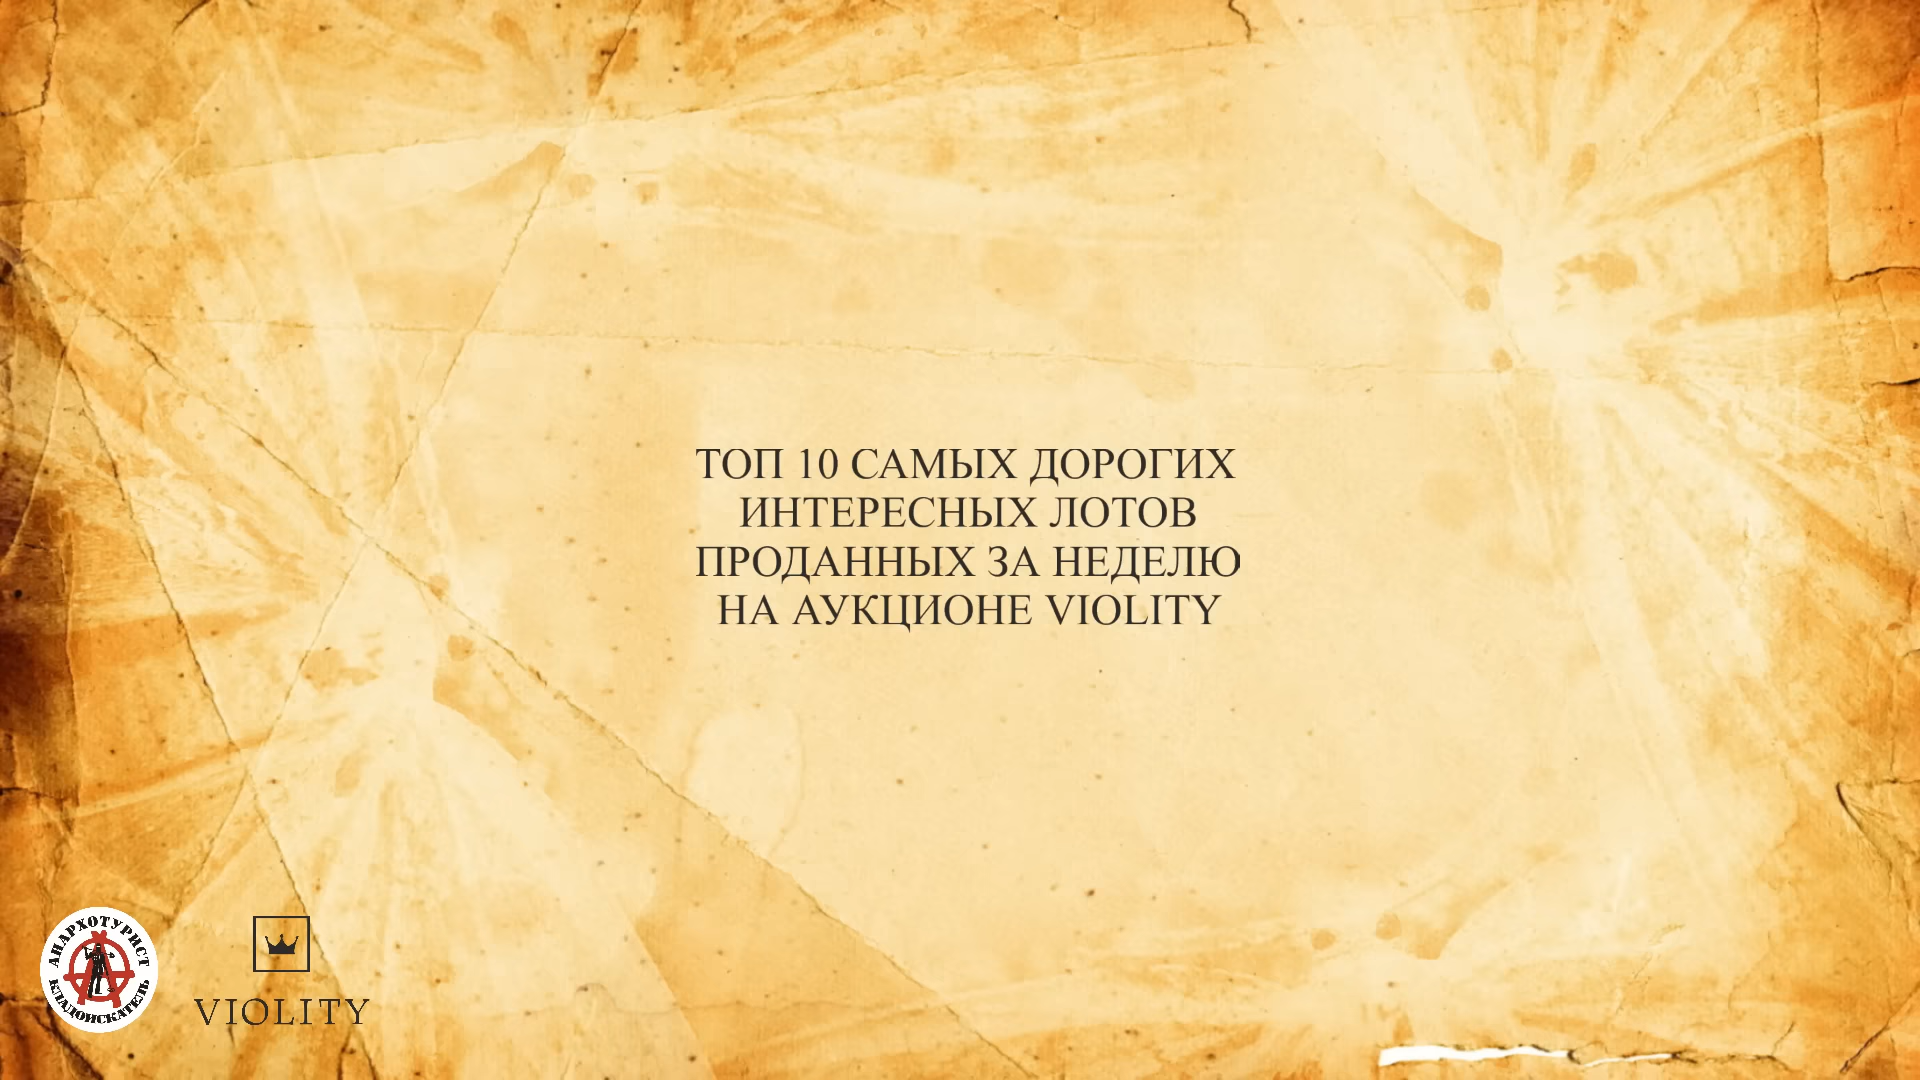 ТОП 10 САМЫХ ДОРОГИХ
ИНТЕРЕСНЫХ ЛОТОВ
ПРОДАННЫХ ЗА НЕДЕЛЮ
НА АУКЦИОНЕ VIOLITY
АНАРХОТУРИСТ
КЛАДОИСКАТЕЛЬ
VIOLITY